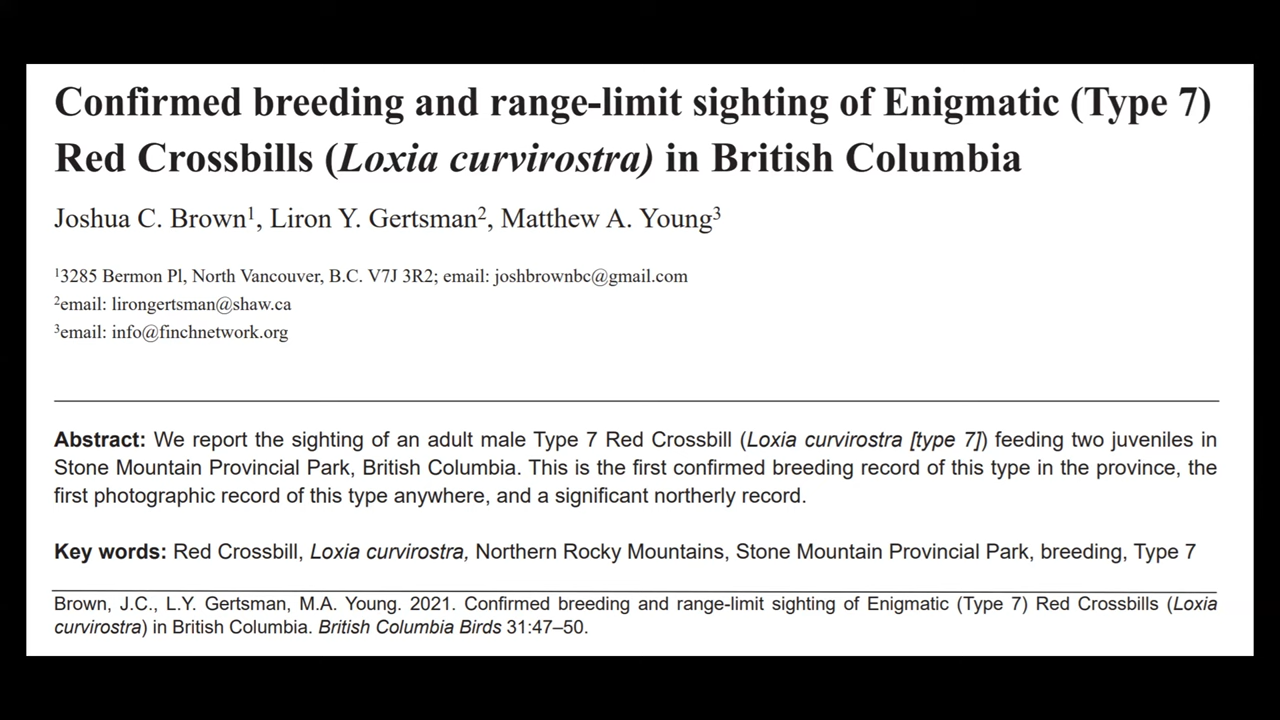 Confirmed breeding and range-limit sighting of Enigmatic (Type 7)
Red Crossbills (Loxia curvirostra) in British Columbia
Joshua C. Brown¹, Liron Y. Gertsman², Matthew A. Young³
¹3285 Bermon Pl, North Vancouver, B.C. V7J 3R2; email: joshbrownbc@gmail.com
²email: lirongertsman@shaw.ca
³email: info@finchnetwork.org
Abstract: We report the sighting of an adult male Type 7 Red Crossbill (Loxia curvirostra [type 7]) feeding two juveniles in
Stone Mountain Provincial Park, British Columbia. This is the first confirmed breeding record of this type in the province, the
first photographic record of this type anywhere, and a significant northerly record.
Key words: Red Crossbill, Loxia curvirostra, Northern Rocky Mountains, Stone Mountain Provincial Park, breeding, Type 7
Brown, J.C., L.Y. Gertsman, M.A. Young. 2021. Confirmed breeding and range-limit sighting of Enigmatic (Type 7) Red Crossbills (Loxia
curvirostra) in British Columbia. British Columbia Birds 31:47–50.